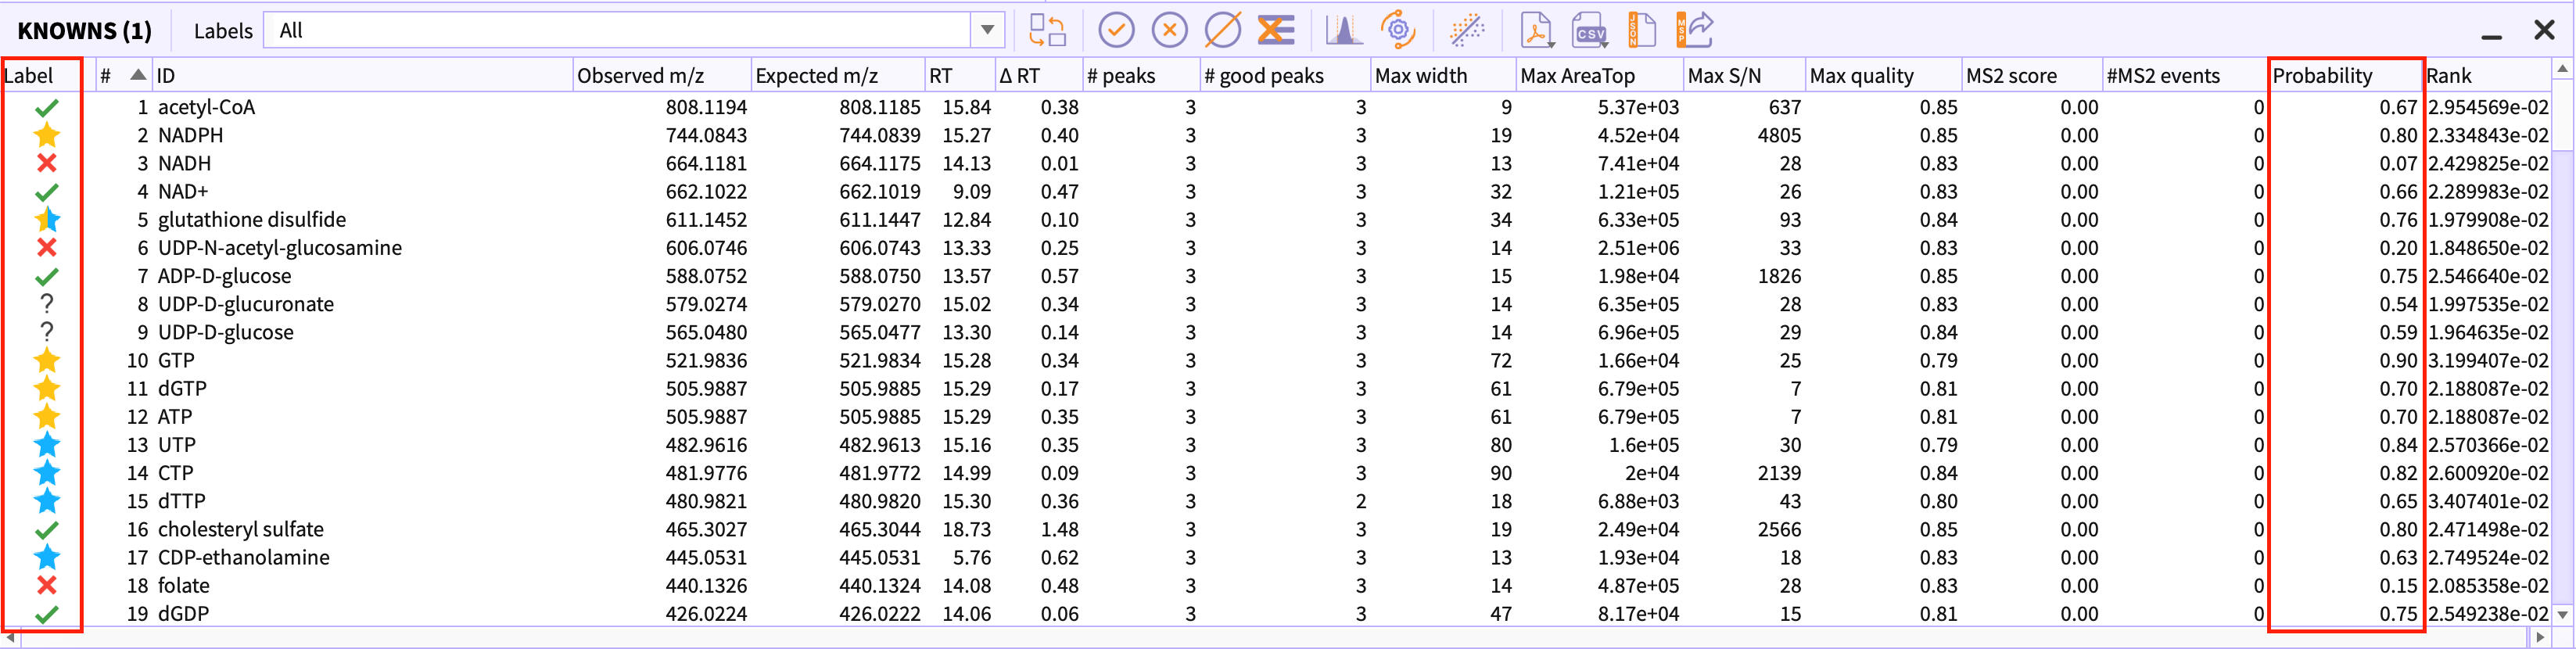 KNOWNS (1) Labels All CSV JSON MSP
Label # ID Observed m/z Expected m/z RT Δ RT # peaks # good peaks Max width Max AreaTop Max S/N Max quality MS2 score #MS2 events Probability Rank
1 acetyl-CoA 808.1194 808.1185 15.84 0.38 3 3 9 5.37e+03 637 0.85 0.00 0 0.67 2.954569e-02
2 NADPH 744.0843 744.0839 15.27 0.40 3 3 19 4.52e+04 4805 0.85 0.00 0 0.80 2.334843e-02
3 NADH 664.1181 664.1175 14.13 0.01 3 3 13 7.41e+04 28 0.83 0.00 0 0.07 2.429825e-02
4 NAD+ 662.1022 662.1019 9.09 0.47 3 3 32 1.21e+05 26 0.83 0.00 0 0.66 2.289983e-02
5 glutathione disulfide 611.1452 611.1447 12.84 0.10 3 3 34 6.33e+05 93 0.84 0.00 0 0.76 1.979908e-02
6 UDP-N-acetyl-glucosamine 606.0746 606.0743 13.33 0.25 3 3 14 2.51e+06 33 0.83 0.00 0 0.20 1.848650e-02
7 ADP-D-glucose 588.0752 588.0750 13.57 0.57 3 3 15 1.98e+04 1826 0.85 0.00 0 0.75 2.546640e-02
? 8 UDP-D-glucuronate 579.0274 579.0270 15.02 0.34 3 3 14 6.35e+05 28 0.83 0.00 0 0.54 1.997535e-02
? 9 UDP-D-glucose 565.0480 565.0477 13.30 0.14 3 3 14 6.96e+05 29 0.84 0.00 0 0.59 1.964635e-02
10 GTP 521.9836 521.9834 15.28 0.34 3 3 72 1.66e+04 25 0.79 0.00 0 0.90 3.199407e-02
11 dGTP 505.9887 505.9885 15.29 0.17 3 3 61 6.79e+05 7 0.81 0.00 0 0.70 2.188087e-02
12 ATP 505.9887 505.9885 15.29 0.35 3 3 61 6.79e+05 7 0.81 0.00 0 0.70 2.188087e-02
13 UTP 482.9616 482.9613 15.16 0.35 3 3 80 1.6e+05 30 0.79 0.00 0 0.84 2.570366e-02
14 CTP 481.9776 481.9772 14.99 0.09 3 3 90 2e+04 2139 0.84 0.00 0 0.82 2.600920e-02
15 dTTP 480.9821 480.9820 15.30 0.36 3 2 18 6.88e+03 43 0.80 0.00 0 0.65 3.407401e-02
16 cholesteryl sulfate 465.3027 465.3044 18.73 1.48 3 3 19 2.49e+04 2566 0.85 0.00 0 0.80 2.471498e-02
17 CDP-ethanolamine 445.0531 445.0531 5.76 0.62 3 3 13 1.93e+04 18 0.83 0.00 0 0.63 2.749524e-02
18 folate 440.1326 440.1324 14.08 0.48 3 3 14 4.87e+05 28 0.83 0.00 0 0.15 2.085358e-02
19 dGDP 426.0224 426.0222 14.06 0.06 3 3 47 8.17e+04 15 0.81 0.00 0 0.75 2.549238e-02